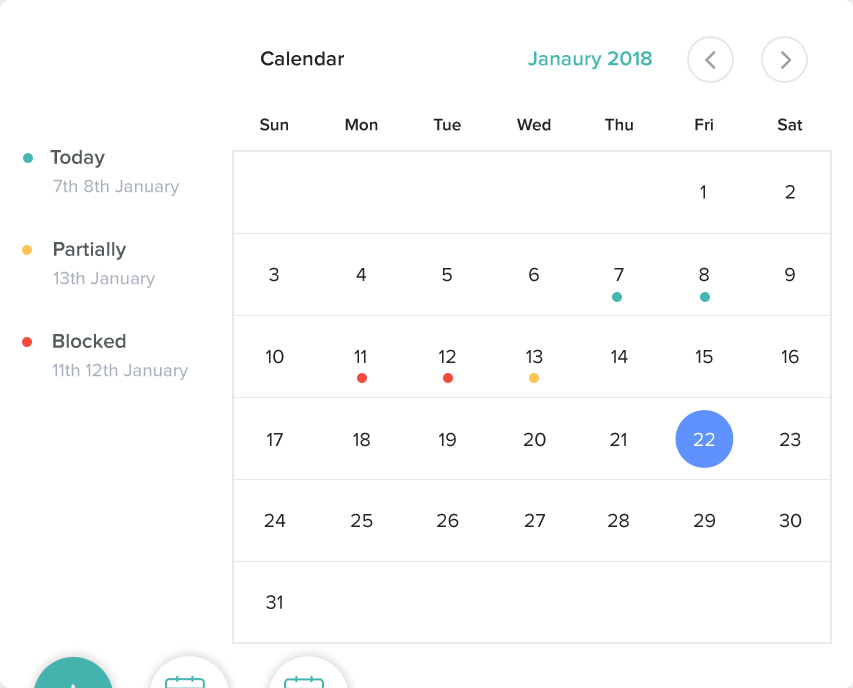 Calendar Janaury 2018
Sun Mon Tue Wed Thu Fri Sat
Today
7th 8th January
Partially
13th January
Blocked
11th 12th January
1 2
3 4 5 6 7 8 9
10 11 12 13 14 15 16
17 18 19 20 21 22 23
24 25 26 27 28 29 30
31